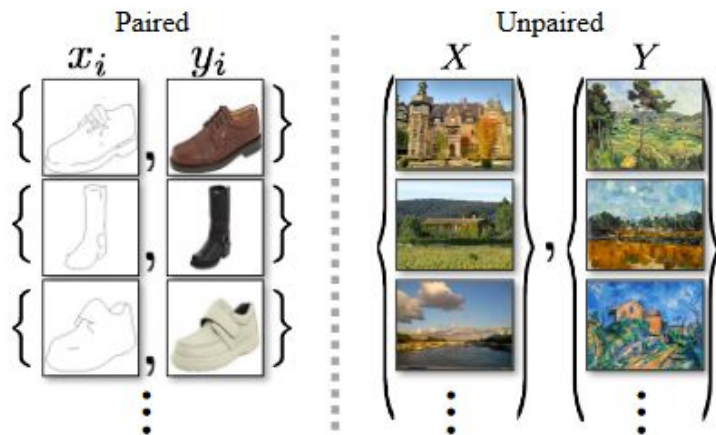 Paired
Unpaired
x_i
y_i
X
Y
{ , }
{ , }
{ , }
{ } , { }
⋮
⋮
⋮